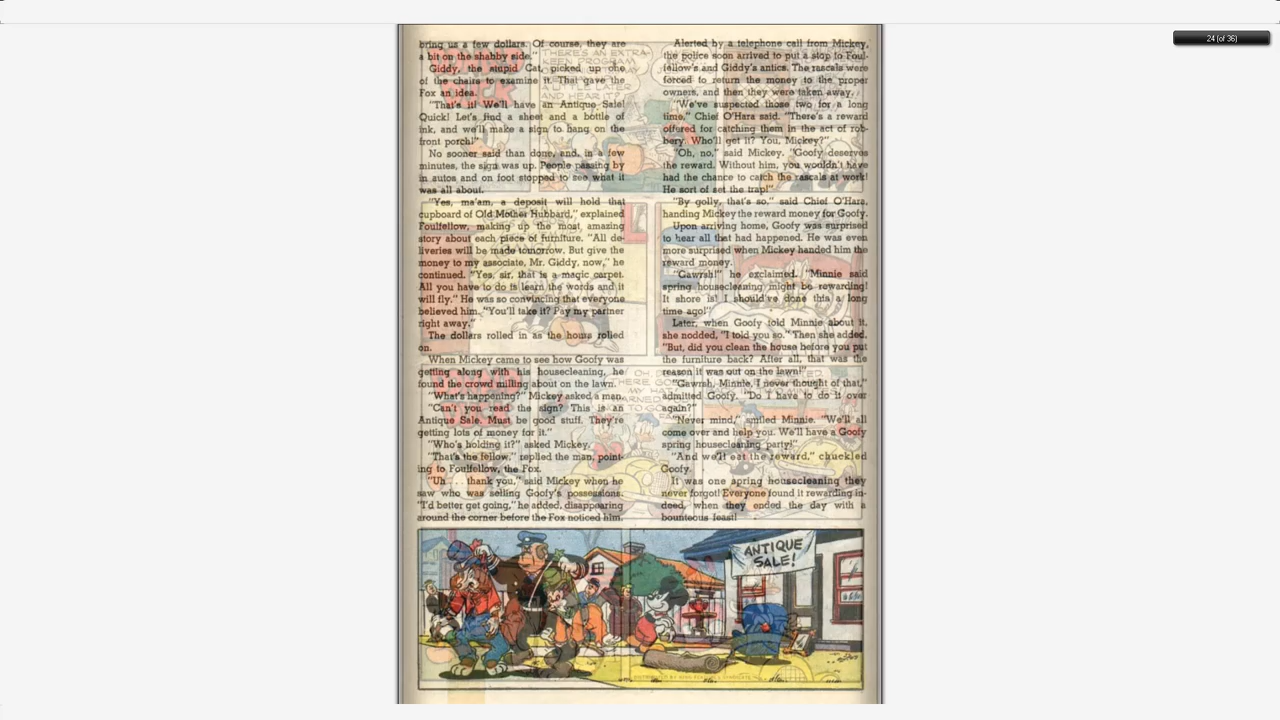 24 (of 36)
bring us a few dollars. Of course, they are
a bit on the shabby side."
Giddy, the stupid Cat, picked up one
of the chairs to examine it. That gave the
Fox an idea.
"That's it! We'll have an Antique Sale!
Quick! Let's find a sheet and a bottle of
ink, and we'll make a sign to hang on the
front porch!"
No sooner said than done, and, in a few
minutes, the sign was up. People passing by
in autos and on foot stopped to see what it
was all about.
"Yes, ma'am, a deposit will hold that
cupboard of Old Mother Hubbard," explained
Foulfellow, making up the most amazing
story about each piece of furniture. "All de-
liveries will be made tomorrow. But give the
money to my associate, Mr. Giddy, now," he
continued. "Yes, sir, that is a magic carpet.
All you have to do is learn the words and it
will fly." He was so convincing that everyone
believed him. "You'll take it? Pay my partner
right away."
The dollars rolled in as the hours rolled
on.
When Mickey came to see how Goofy was
getting along with his housecleaning, he
found the crowd milling about on the lawn.
"What's happening?" Mickey asked a man.
"Can't you read the sign? This is an
Antique Sale. Must be good stuff. They're
getting lots of money for it."
"Who's holding it?" asked Mickey.
"That's the fellow," replied the man, point-
ing to Foulfellow, the Fox.
"Uh . . . thank you," said Mickey when he
saw who was selling Goofy's possessions.
"I'd better get going," he added, disappearing
around the corner before the Fox noticed him.
Alerted by a telephone call from Mickey,
the police soon arrived to put a stop to Foul-
fellow's and Giddy's antics. The rascals were
forced to return the money to the proper
owners, and then they were taken away.
"We've suspected those two for a long
time," Chief O'Hara said. "There's a reward
offered for catching them in the act of rob-
bery. Who'll get it? You, Mickey?"
"Oh, no," said Mickey. "Goofy deserves
the reward. Without him, you wouldn't have
had the chance to catch the rascals at work!
He sort of set the trap!"
"By golly, that's so," said Chief O'Hara,
handing Mickey the reward money for Goofy.
Upon arriving home, Goofy was surprised
to hear all that had happened. He was even
more surprised when Mickey handed him the
reward money.
"Gawrsh!" he exclaimed. "Minnie said
spring housecleaning might be rewarding!
It shore is! I should've done this a long
time ago!"
Later, when Goofy told Minnie about it,
she nodded, "I told you so." Then she added,
"But, did you clean the house before you put
the furniture back? After all, that was the
reason it was out on the lawn!"
"Gawrsh, Minnie, I never thought of that,"
admitted Goofy. "Do I have to do it over
again?"
"Never mind," smiled Minnie. "We'll all
come over and help you. We'll have a Goofy
spring housecleaning party!"
"And we'll eat the reward," chuckled
Goofy.
It was one spring housecleaning they
never forgot! Everyone found it rewarding in-
deed, when they ended the day with a
bounteous feast!
ANTIQUE
SALE!